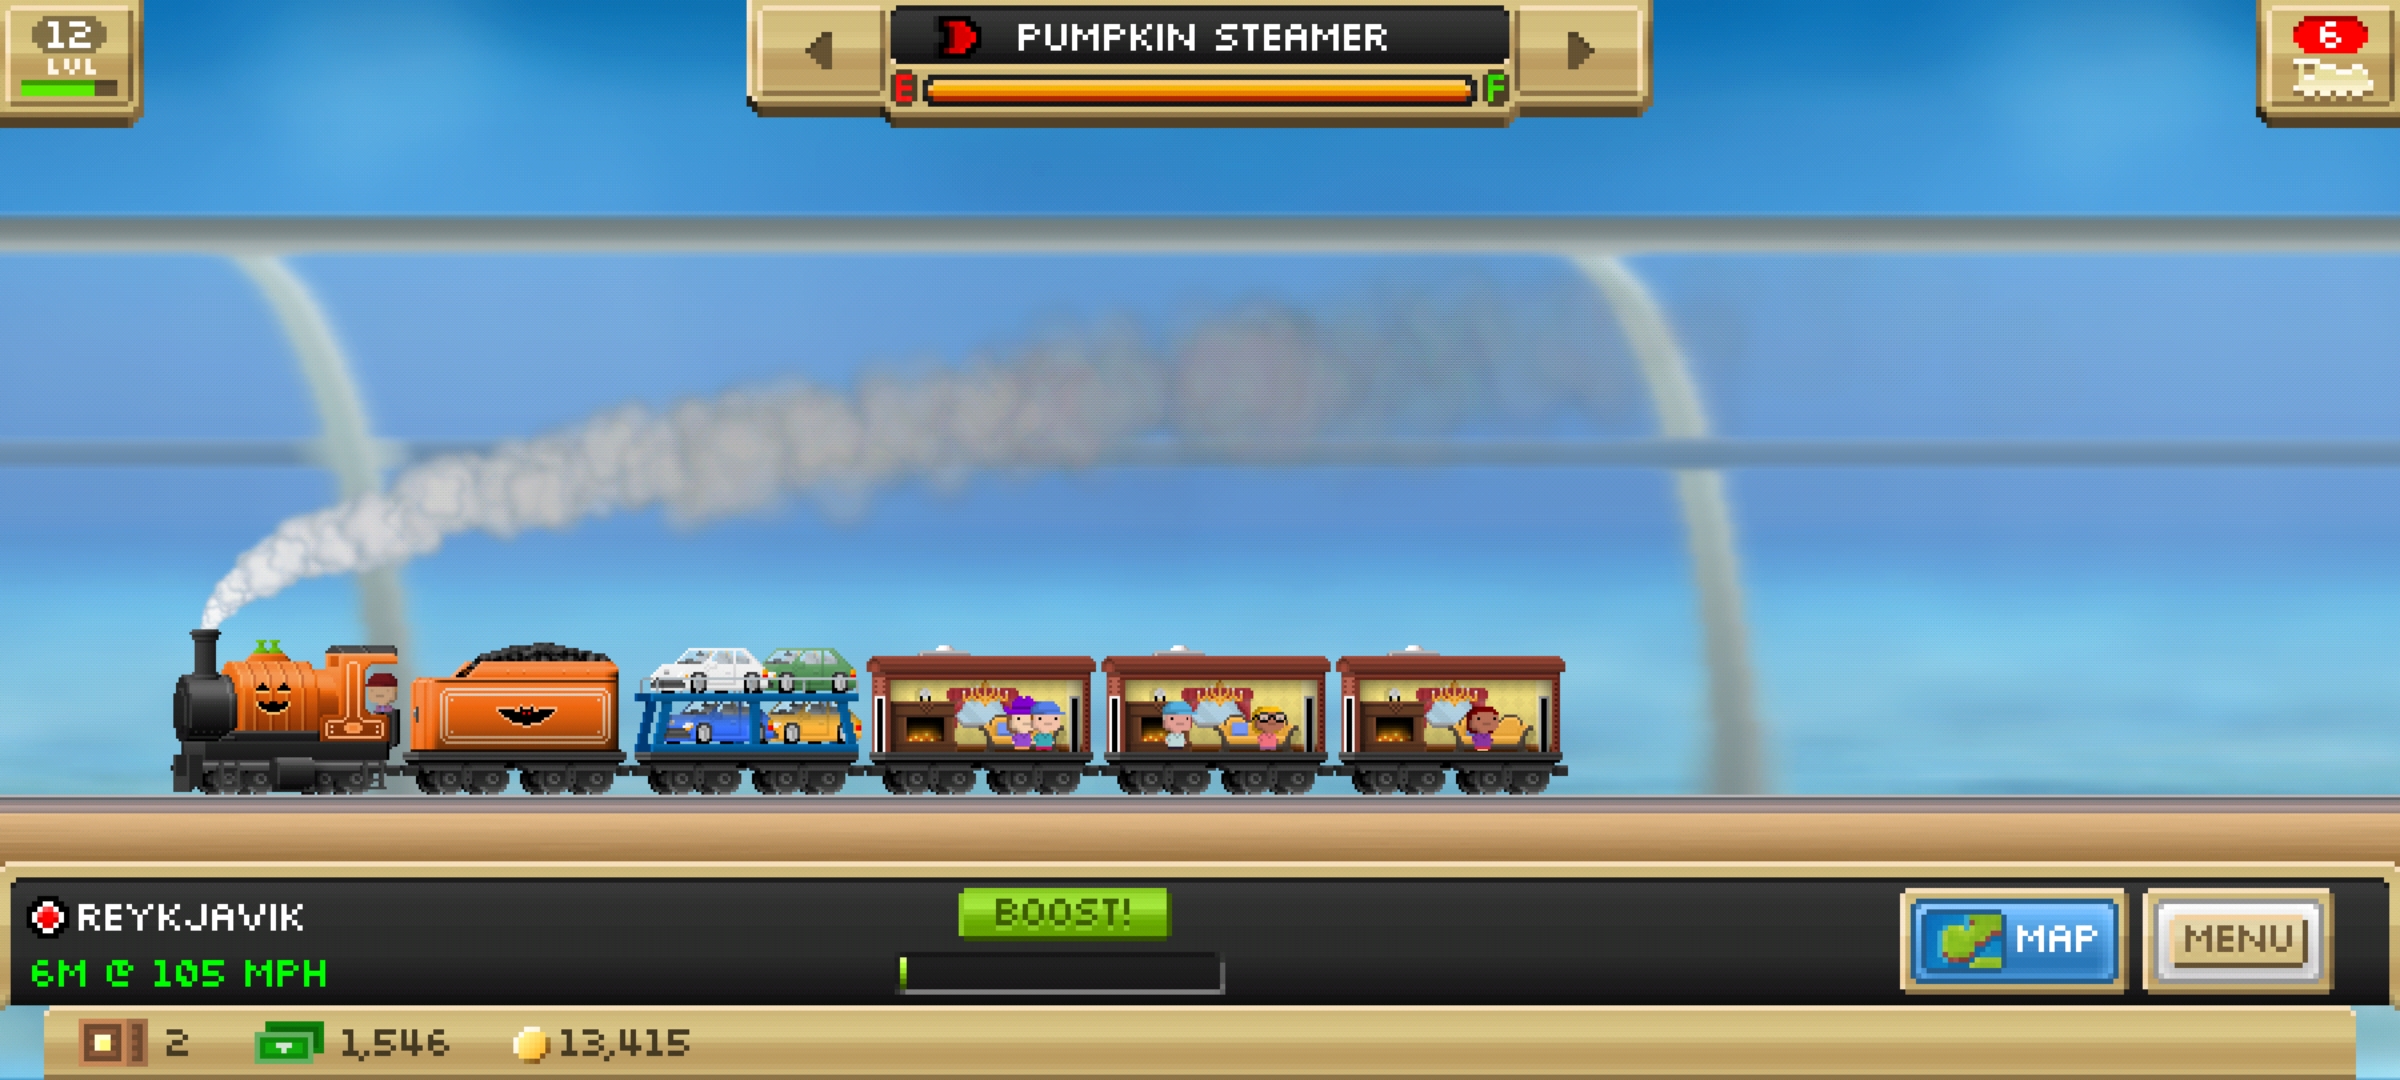 12
LVL
PUMPKIN STEAMER
E F
6
REYKJAVIK
6M @ 105 MPH
BOOST!
MAP
MENU
2 1,546 13,415